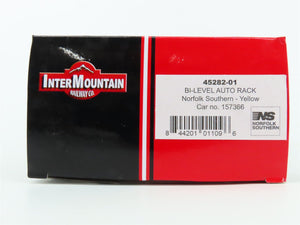 INTERMOUNTAIN
RAILWAY CO.
45282-01
BI-LEVEL AUTO RACK
Norfolk Southern - Yellow
Car no. 157366
8 44201 01109 6
NS
NORFOLK
SOUTHERN